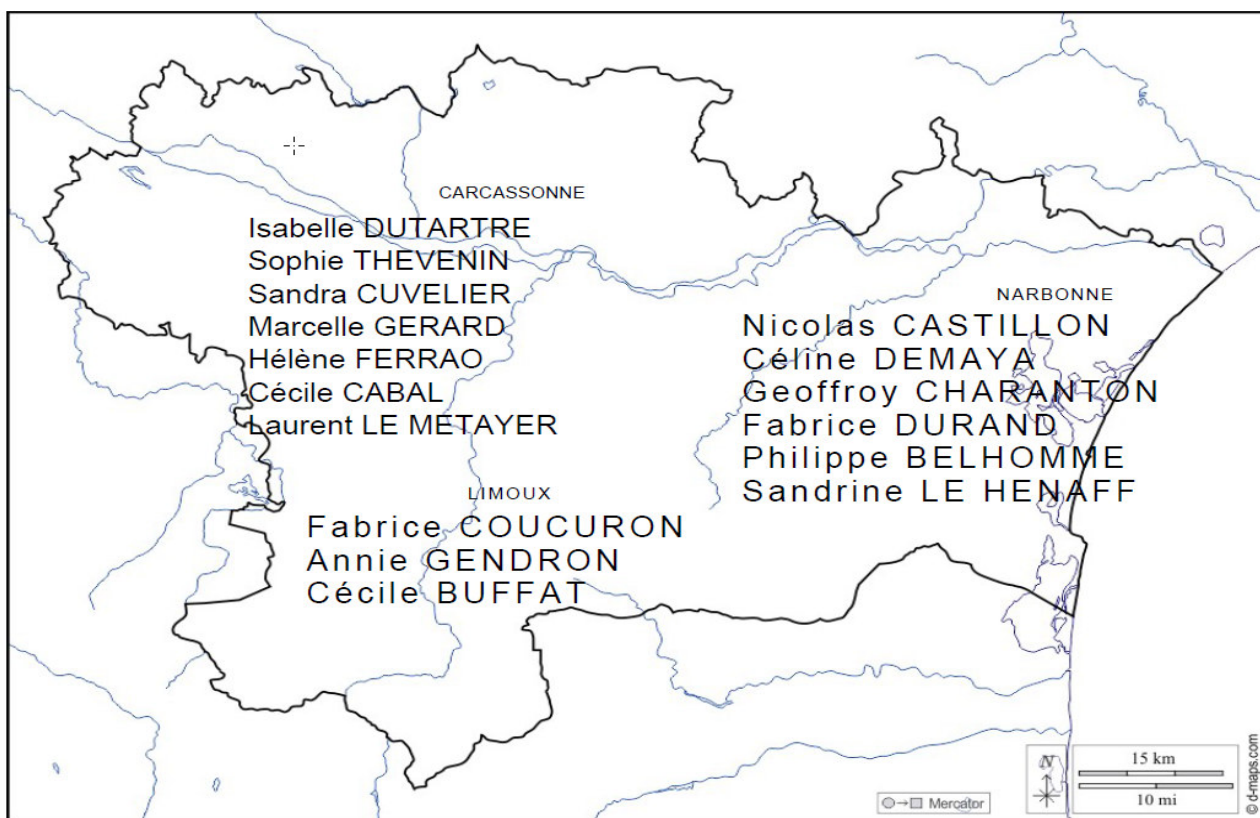 CARCASSONNE
Isabelle DUTARTRE
Sophie THEVENIN
Sandra CUVELIER
Marcelle GERARD
Hélène FERRAO
Cécile CABAL
Laurent LE METAYER
NARBONNE
Nicolas CASTILLON
Céline DEMAYA
Geoffroy CHARANTON
Fabrice DURAND
Philippe BELHOMME
Sandrine LE HENAFF
LIMOUX
Fabrice COUCURON
Annie GENDRON
Cécile BUFFAT
N
15 km
10 mi
Mercator
© d-maps.com